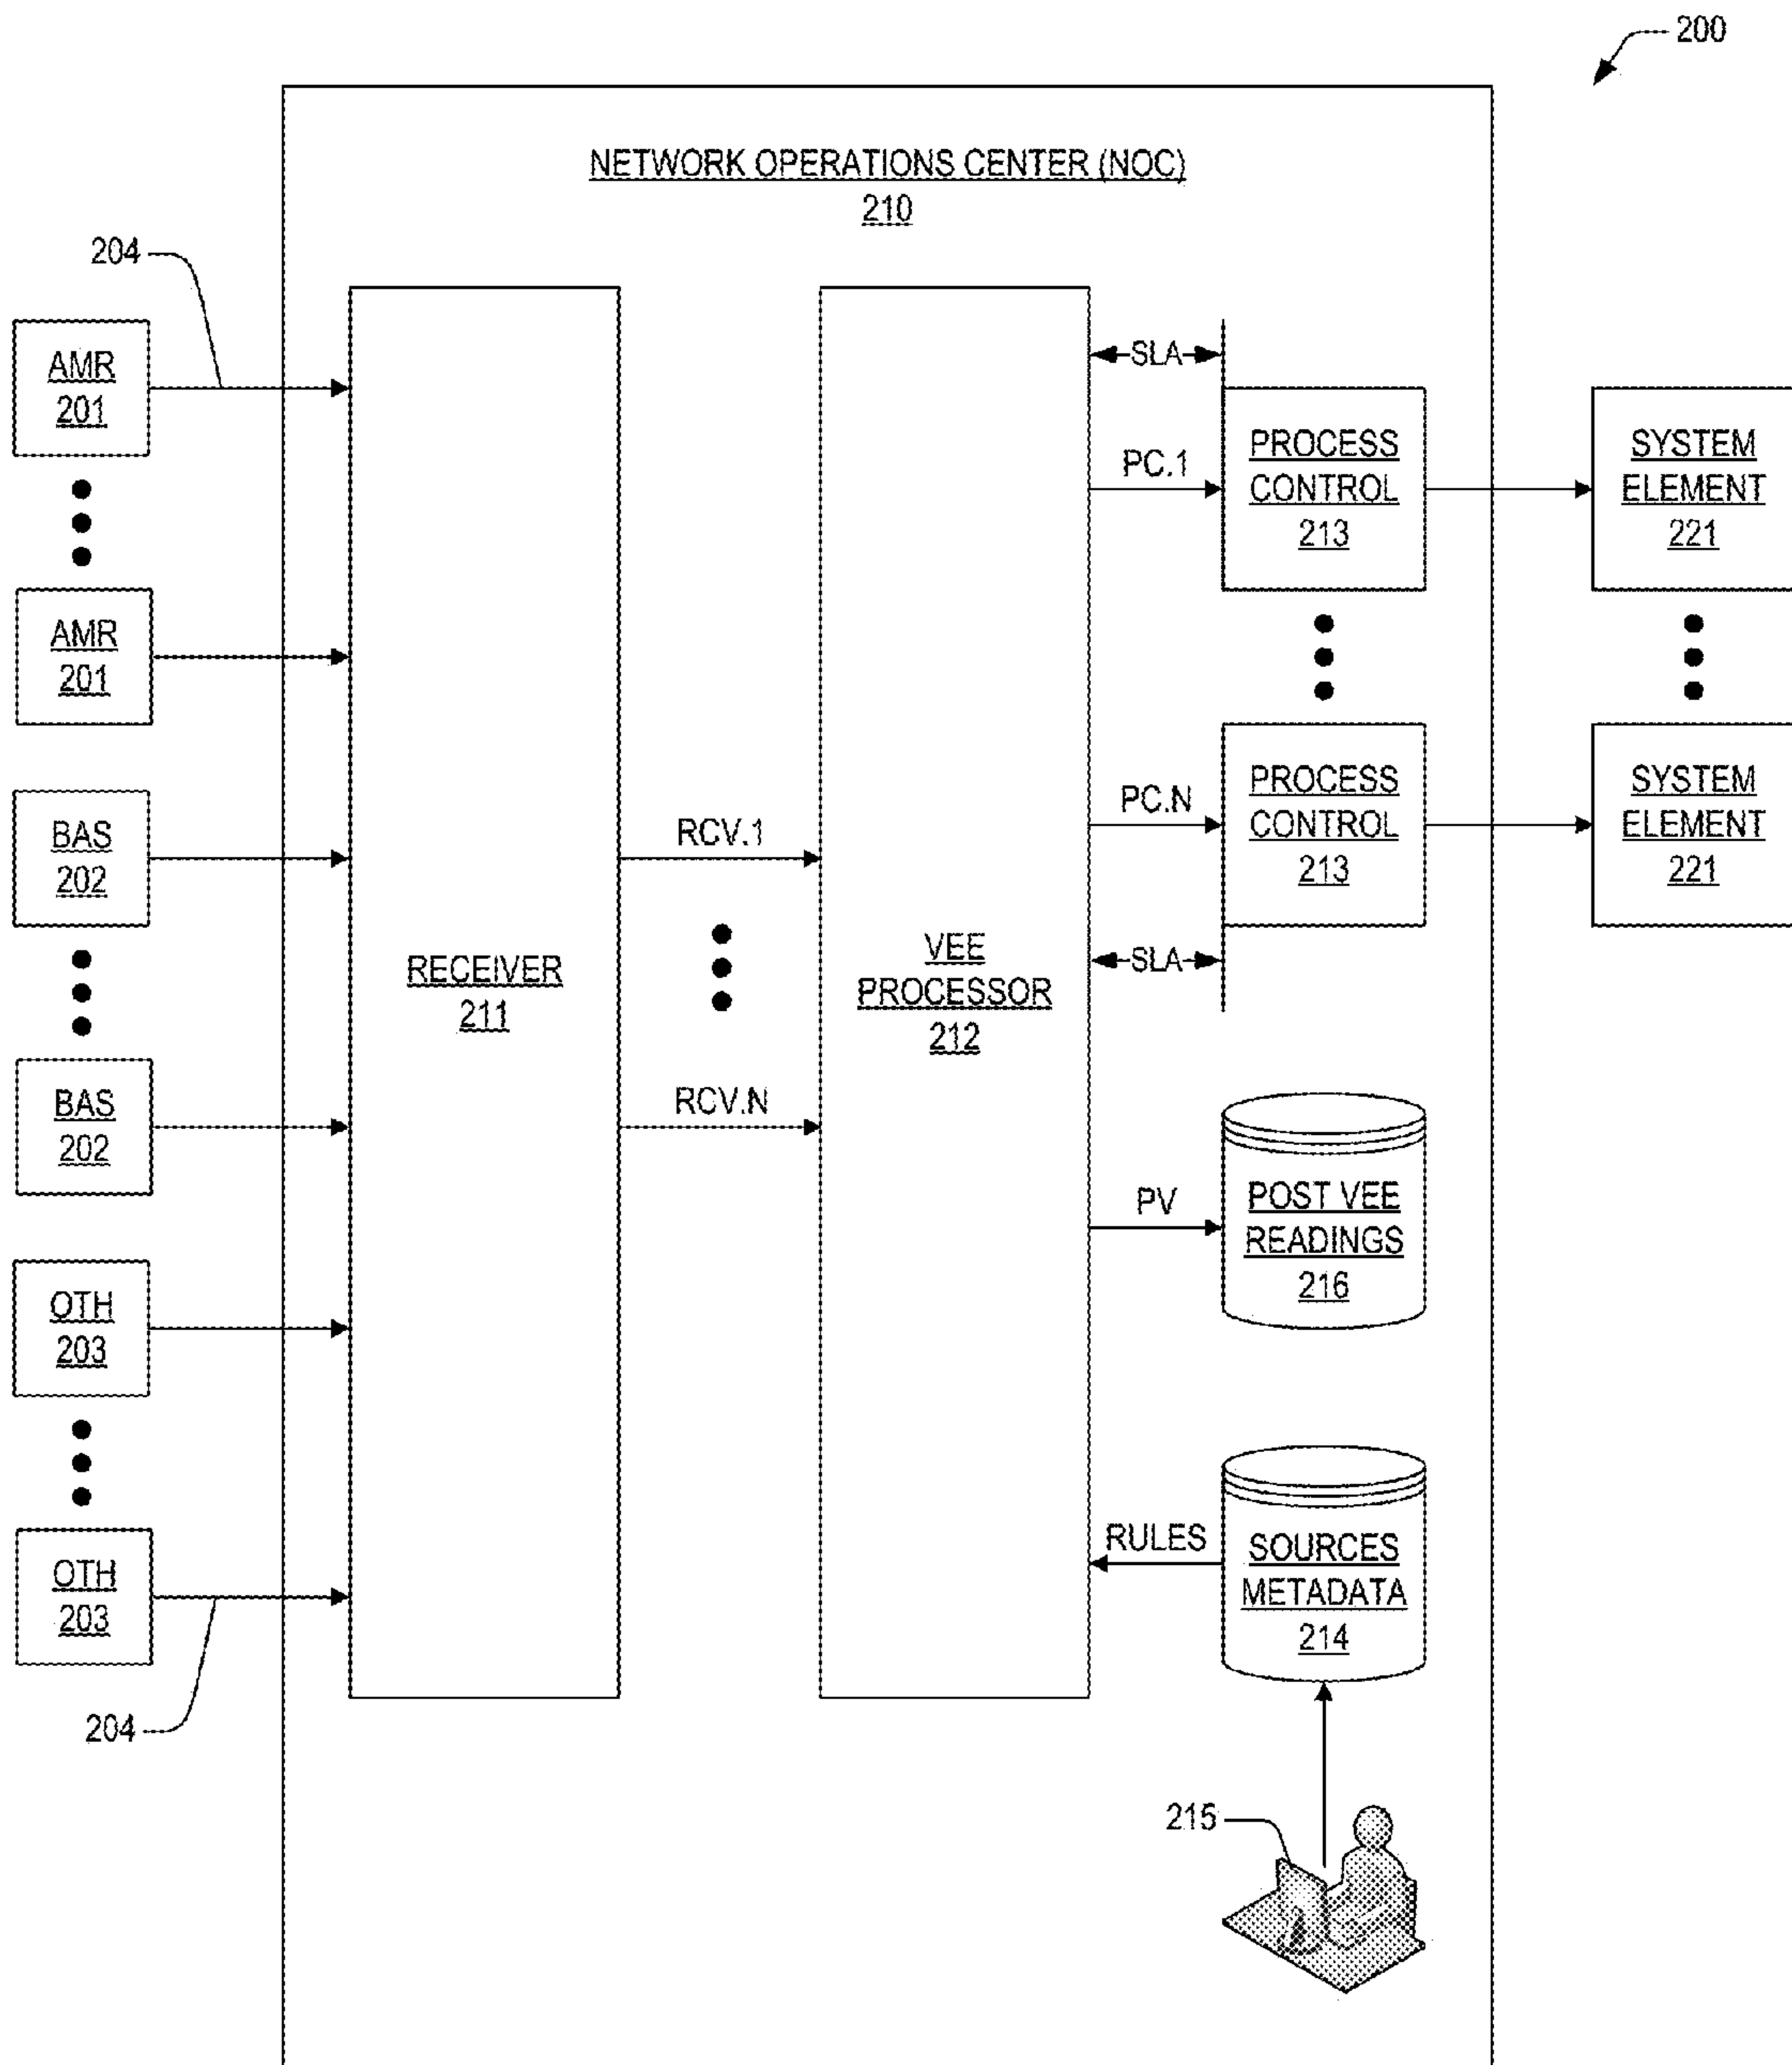 200
NETWORK OPERATIONS CENTER (NOC)
210
204
AMR
201
AMR
201
BAS
202
BAS
202
OTH
203
OTH
203
204
RECEIVER
211
RCV.1
RCV.N
VEE
PROCESSOR
212
SLA
PC.1
PC.N
SLA
PV
RULES
PROCESS
CONTROL
213
PROCESS
CONTROL
213
POST VEE
READINGS
216
SOURCES
METADATA
214
215
SYSTEM
ELEMENT
221
SYSTEM
ELEMENT
221